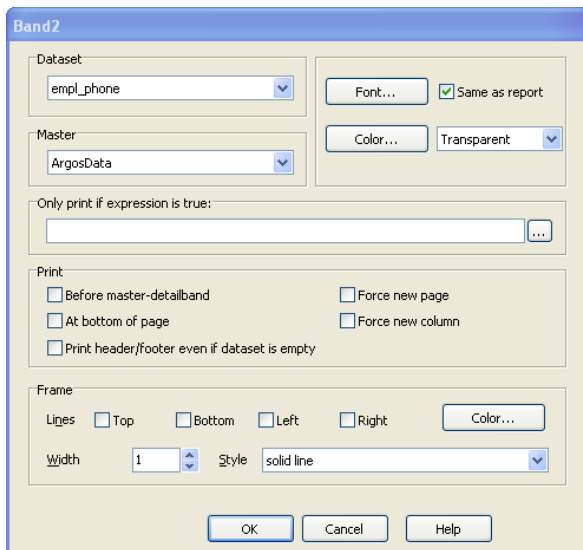 Band2
Dataset
empl_phone
Font... Same as report
Master
ArgosData
Color... Transparent
Only print if expression is true:
...
Print
Before master-detailband Force new page
At bottom of page Force new column
Print header/footer even if dataset is empty
Frame
Lines Top Bottom Left Right Color...
Width 1 Style solid line
OK Cancel Help